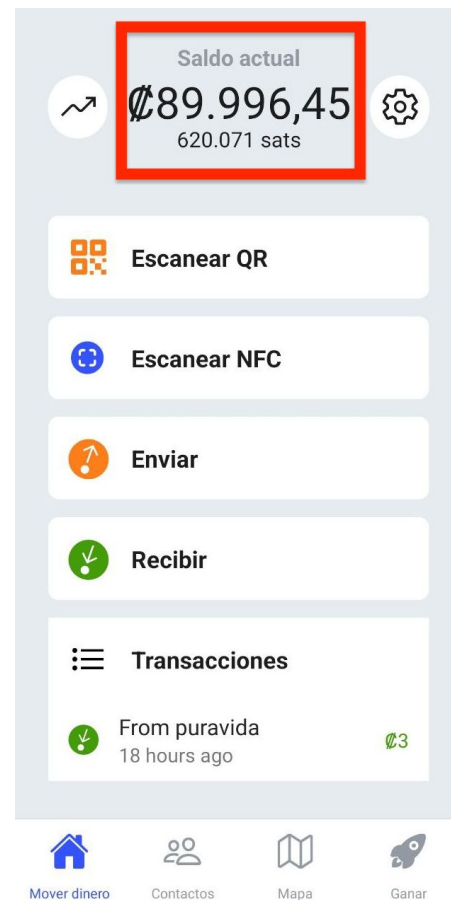 Saldo actual
₡89.996,45
620.071 sats
Escanear QR
Escanear NFC
Enviar
Recibir
Transacciones
From puravida
₡3
18 hours ago
Mover dinero
Contactos
Mapa
Ganar